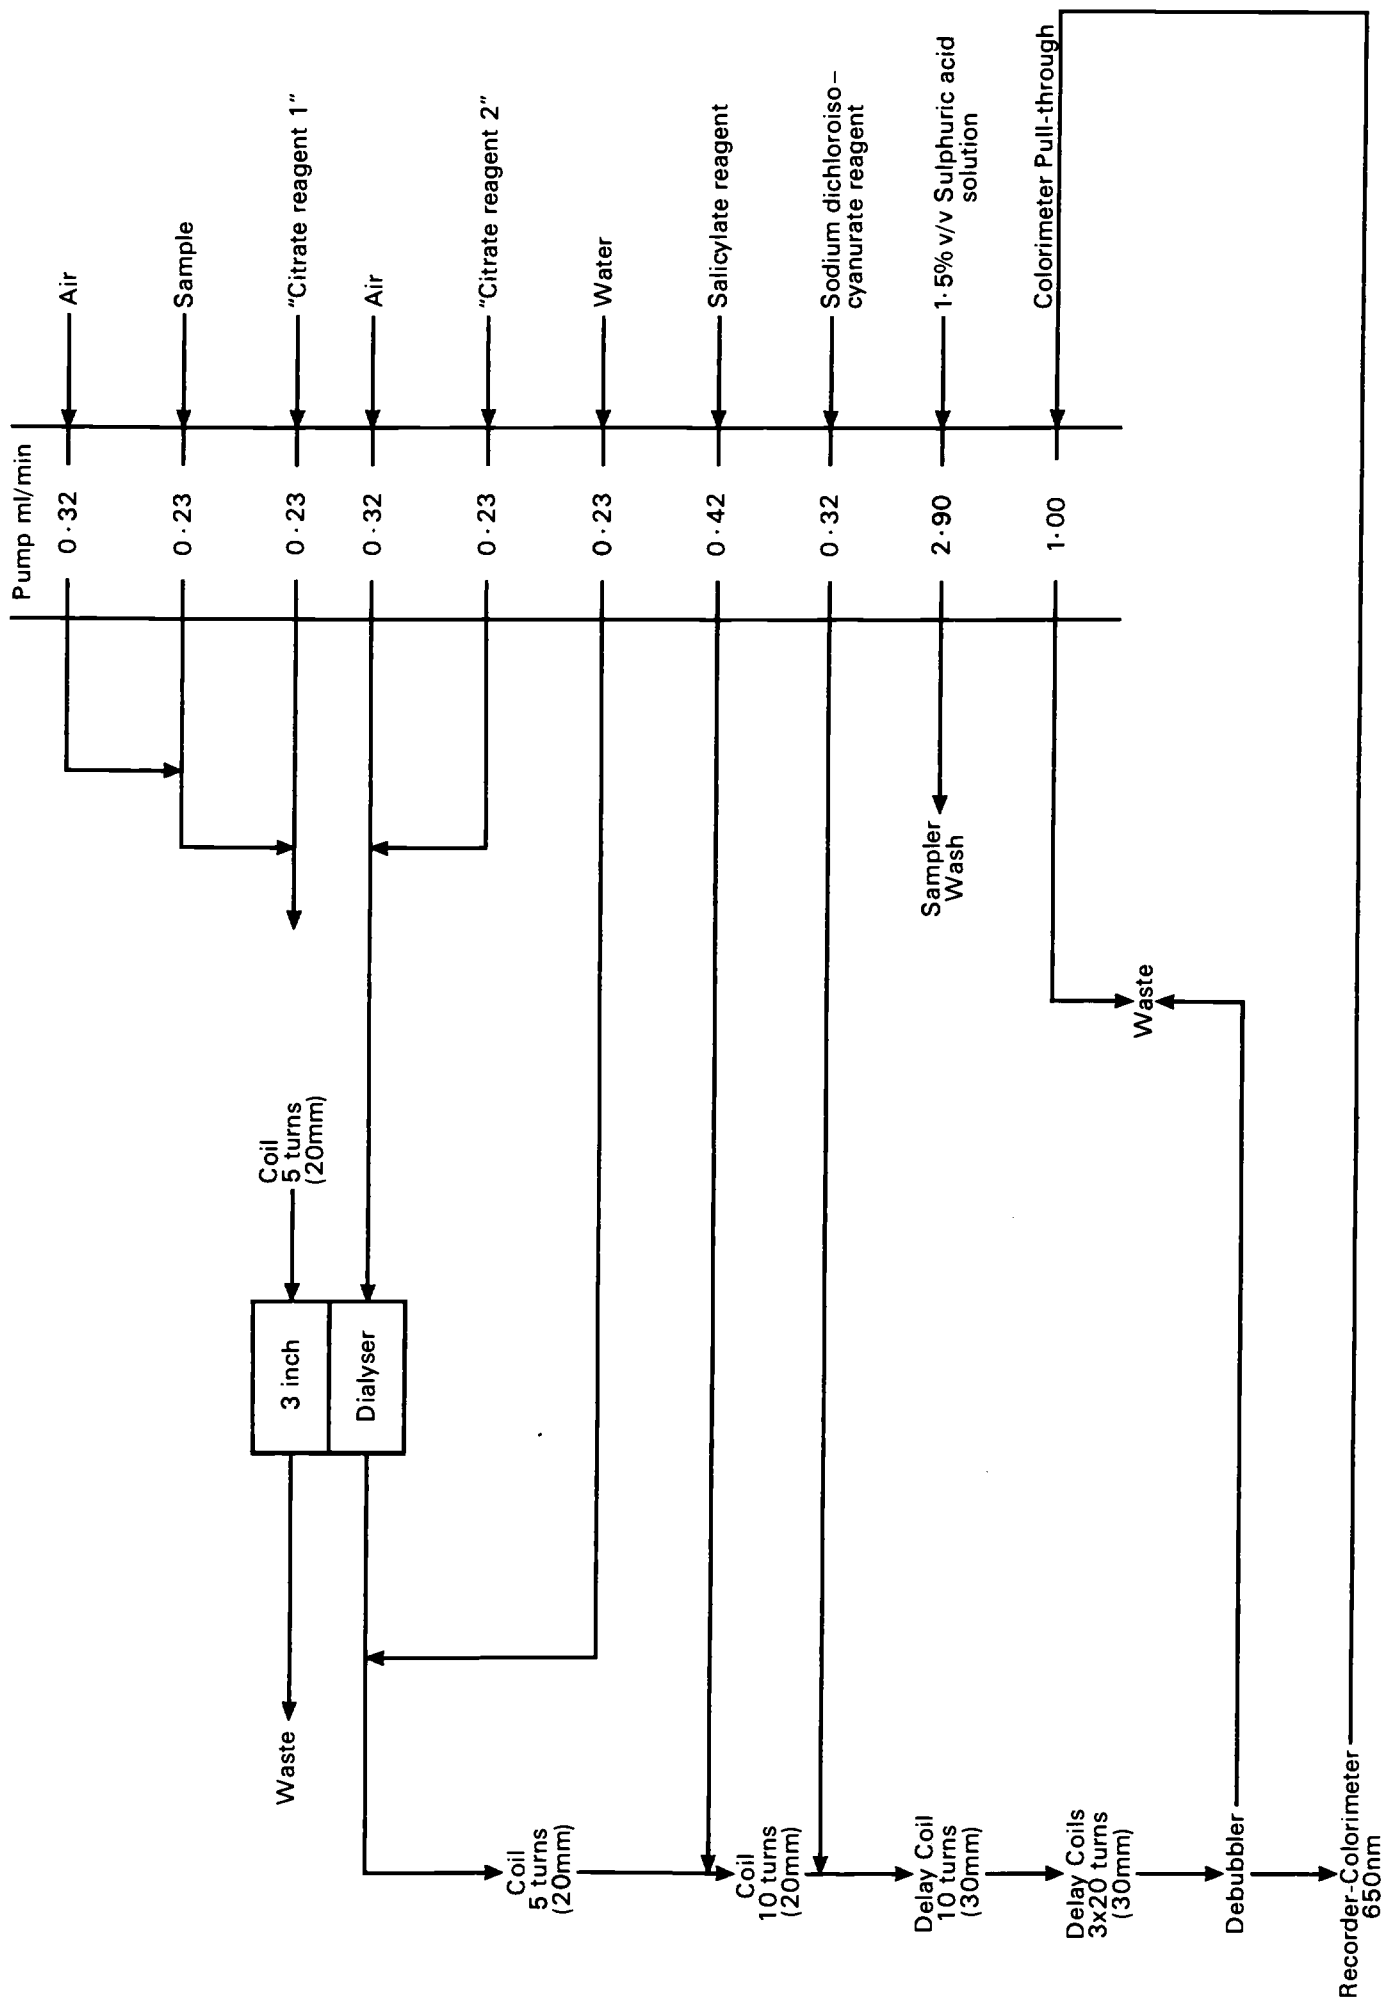 Pump ml/min
Air
0·32
Sample
0·23
"Citrate reagent 1"
0·23
Air
0·32
"Citrate reagent 2"
0·23
Water
0·23
Salicylate reagent
0·42
Sodium dichloroiso–
cyanurate reagent
0·32
1·5% v/v Sulphuric acid
solution
2·90
Colorimeter Pull-through
1·00
Sampler
Wash
Waste
Coil
5 turns
(20mm)
3 inch
Dialyser
Waste
Coil
5 turns
(20mm)
Coil
10 turns
(20mm)
Delay Coil
10 turns
(30mm)
Delay Coils
3x20 turns
(30mm)
Debubbler
Recorder-Colorimeter
650nm